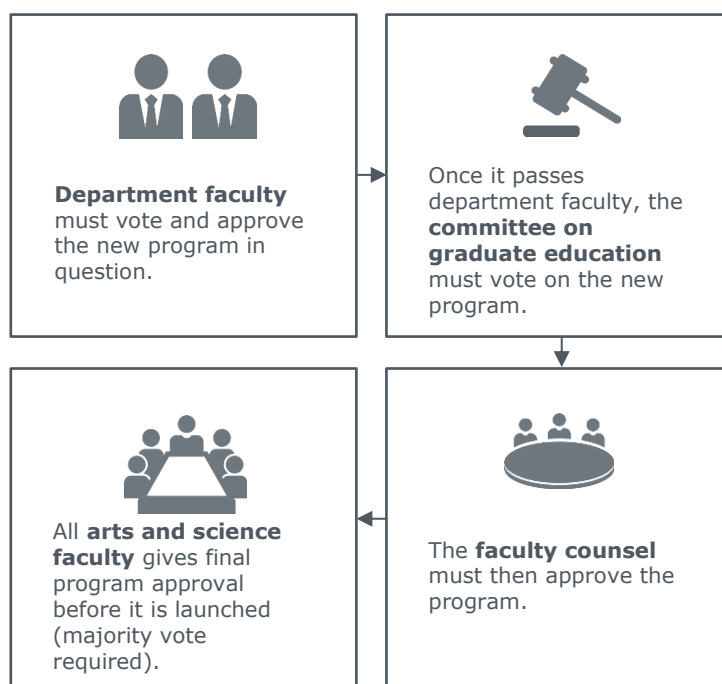 Department faculty
must vote and approve
the new program in
question.
Once it passes
department faculty, the
committee on
graduate education
must vote on the new
program.
The faculty counsel
must then approve the
program.
All arts and science
faculty gives final
program approval
before it is launched
(majority vote
required).